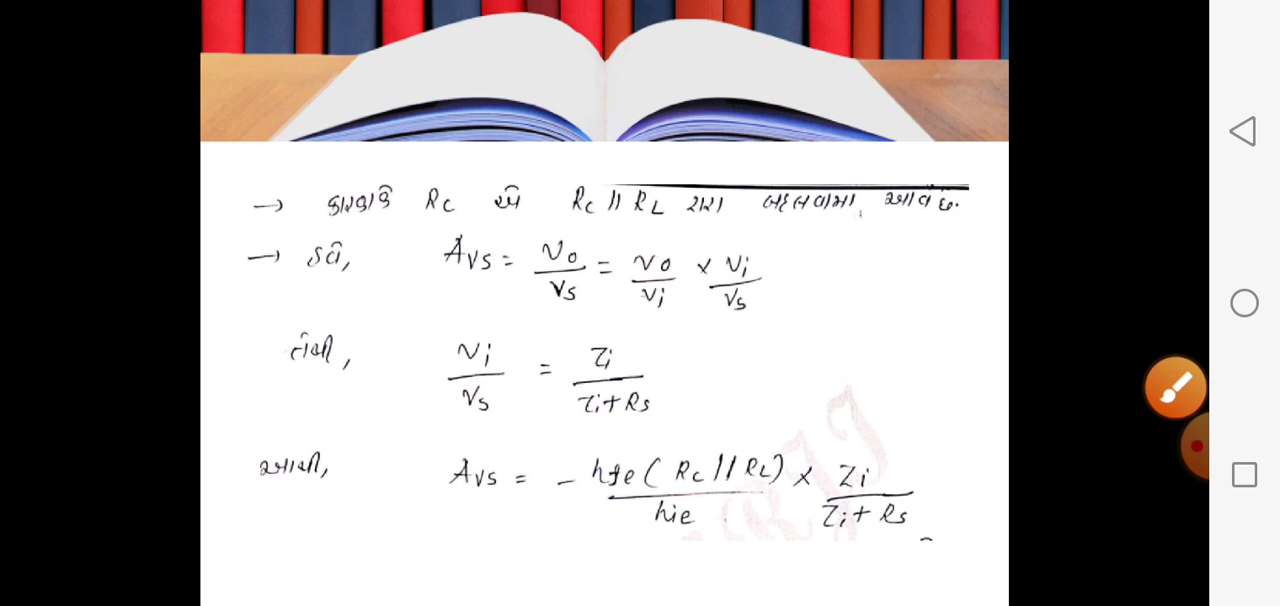 → કારણકે Rc એ Rc || RL દ્વારા બદલવામાં આવે છે.
→ હવે, Avs = Vo/Vs = Vo/Vi × Vi/Vs
તેથી, Vi/Vs = Zi/(Zi + Rs)
આથી, Avs = - hfe (Rc || RL)/hie × Zi/(Zi + Rs)